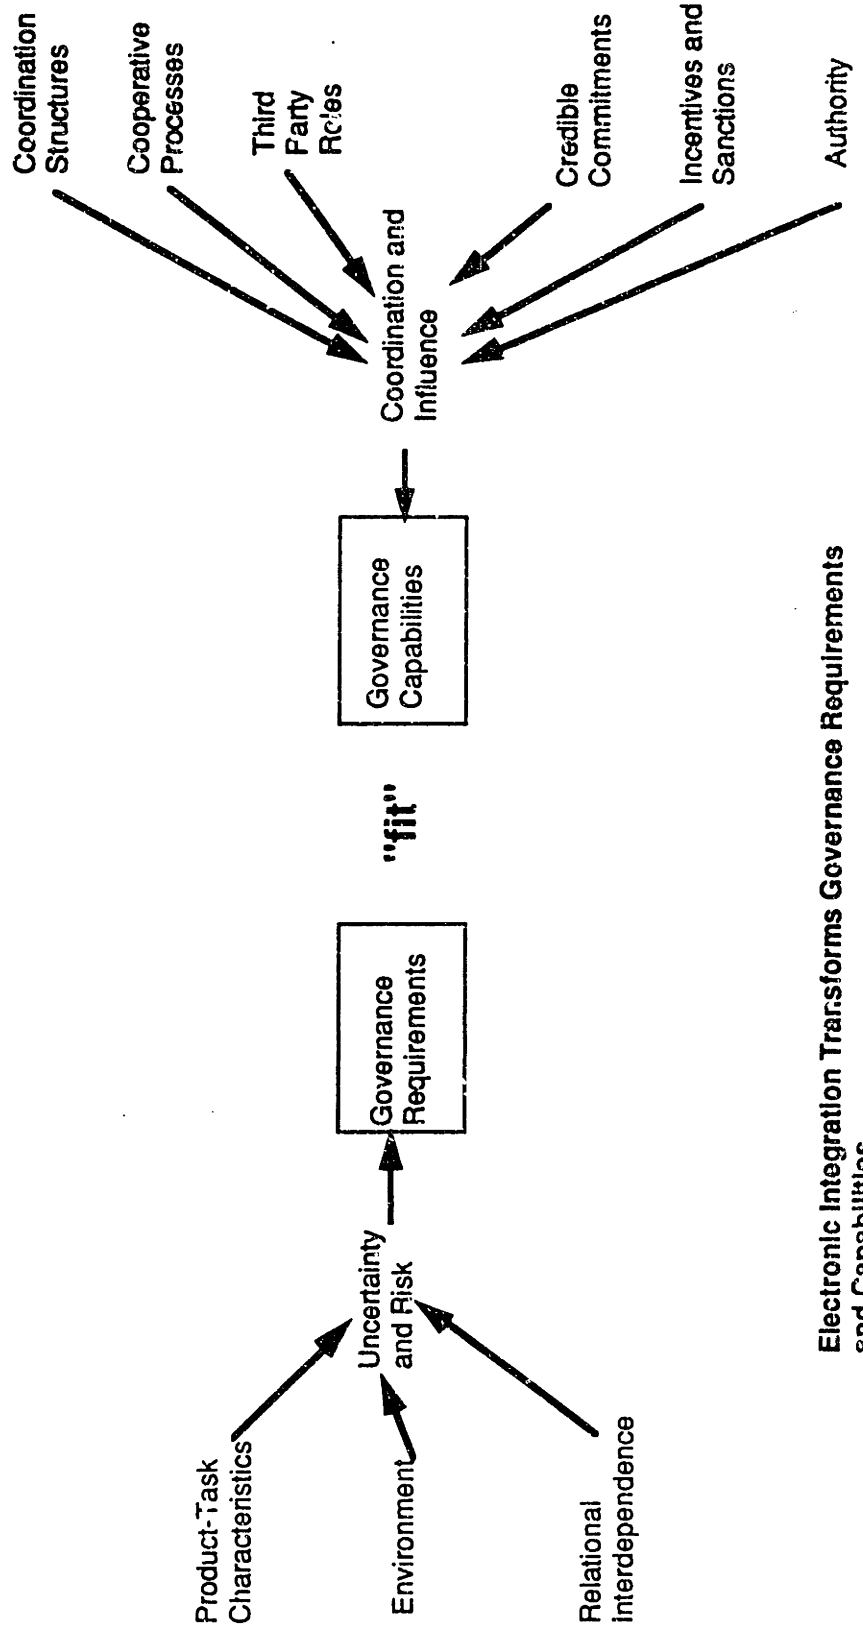 Product-Task
Characteristics
Environment
Relational
Interdependence
Uncertainty
and Risk
Governance
Requirements
"fit"
Governance
Capabilities
Coordination and
Influence
Coordination
Structures
Cooperative
Processes
Third
Party
Roles
Credible
Commitments
Incentives and
Sanctions
Authority
Electronic Integration Transforms Governance Requirements
and Capabilities